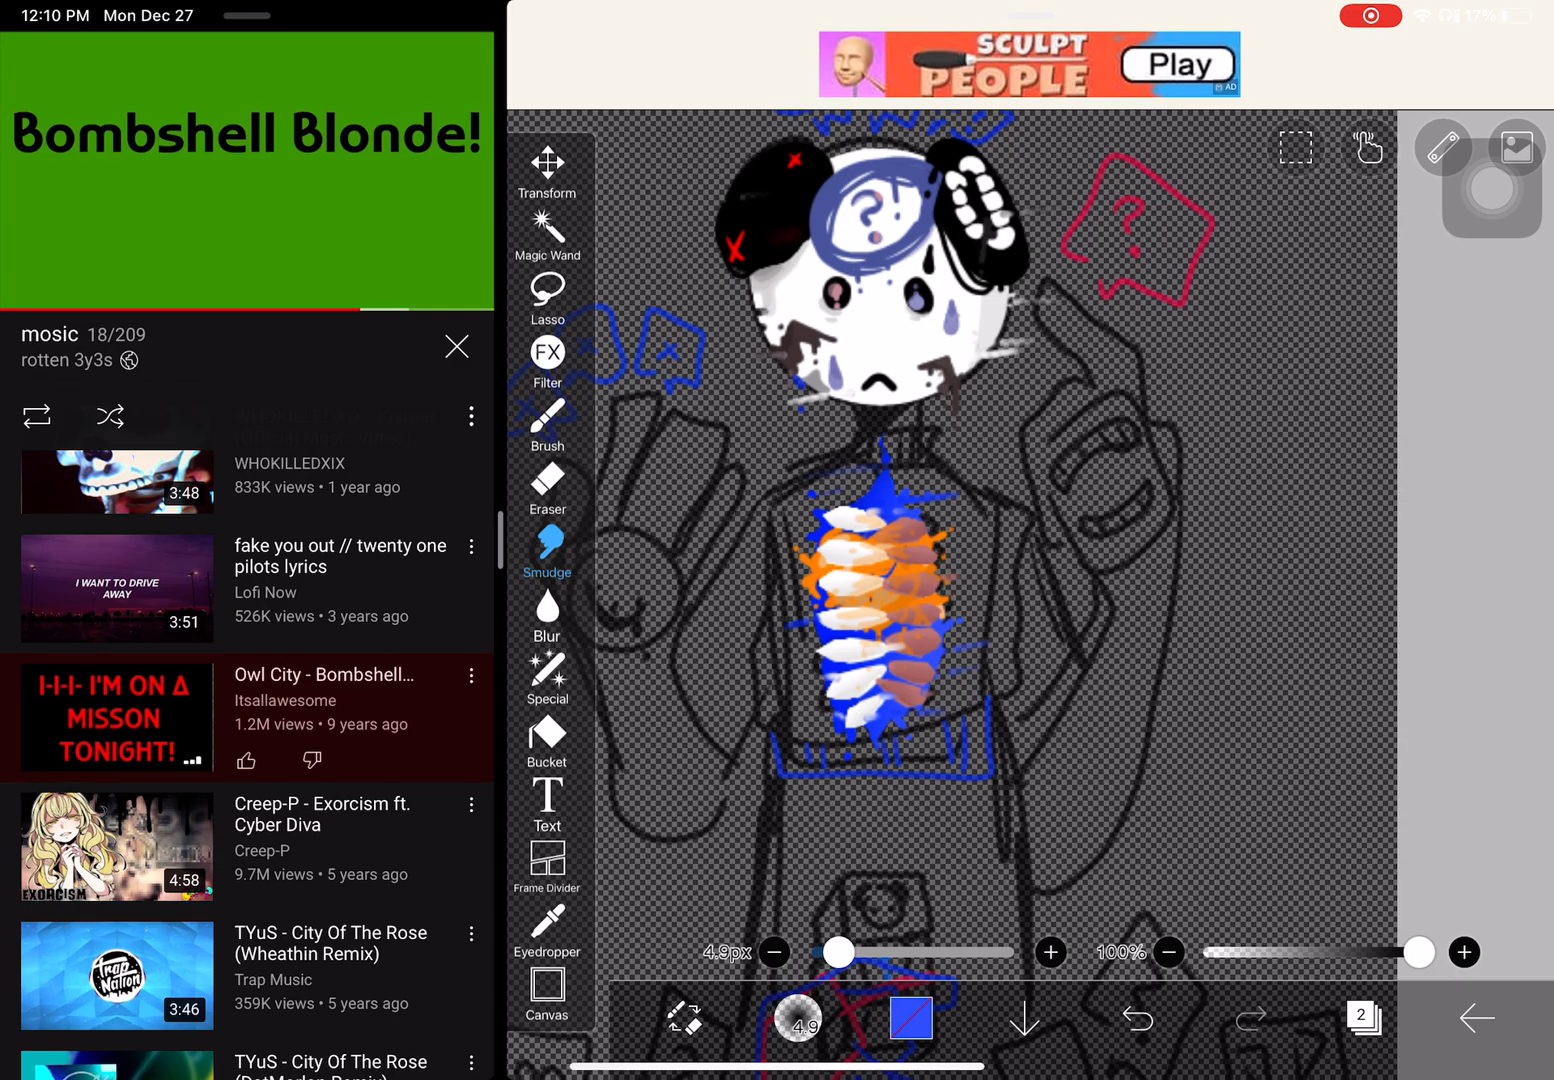 12:10 PM Mon Dec 27
17%
Bombshell Blonde!
mosic 18/209
rotten 3y3s
WHOKILLEDXIX
833K views • 1 year ago
3:48
fake you out // twenty one
pilots lyrics
Lofi Now
526K views • 3 years ago
I WANT TO DRIVE
AWAY
3:51
Owl City - Bombshell...
Itsallawesome
1.2M views • 9 years ago
I-I-I- I'M ON Δ
MISSON
TONIGHT!
Creep-P - Exorcism ft.
Cyber Diva
Creep-P
9.7M views • 5 years ago
EXORCISM
4:58
TYuS - City Of The Rose
(Wheathin Remix)
Trap Music
359K views • 5 years ago
Trap
Nation
3:46
TYuS - City Of The Rose
SCULPT
PEOPLE
Play
AD
Transform
Magic Wand
Lasso
FX
Filter
Brush
Eraser
Smudge
Blur
Special
Bucket
T
Text
Frame Divider
Eyedropper
Canvas
?
?
X
X
4.9px
100%
4.9
2